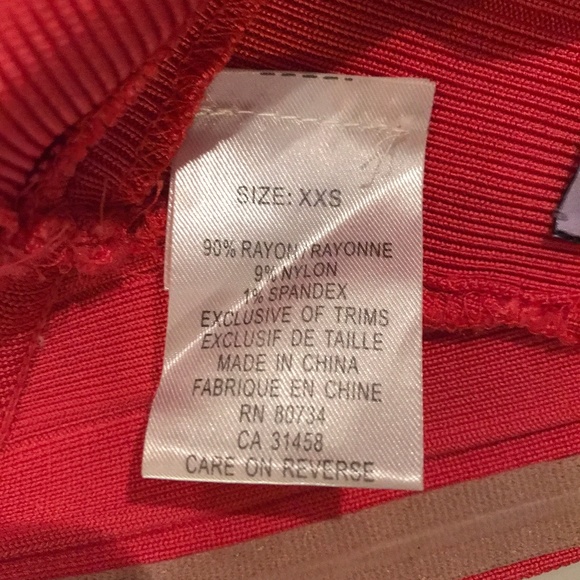 SIZE: XXS
90% RAYON / RAYONNE
9% NYLON
1% SPANDEX
EXCLUSIVE OF TRIMS
EXCLUSIF DE TAILLE
MADE IN CHINA
FABRIQUE EN CHINE
RN 80734
CA 31458
CARE ON REVERSE